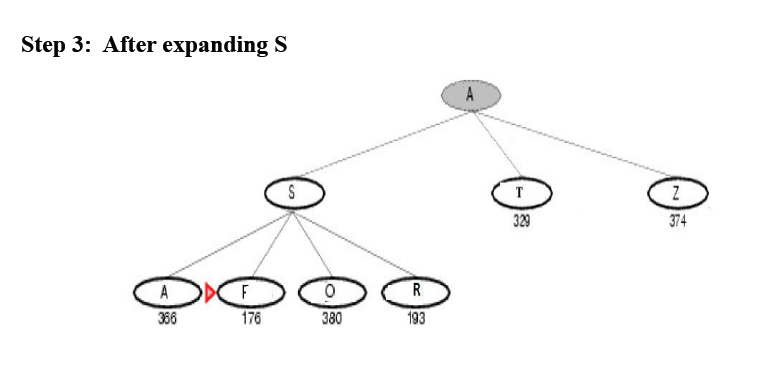 Step 3: After expanding S
A
S T Z
329 374
A F O R
366 176 380 193